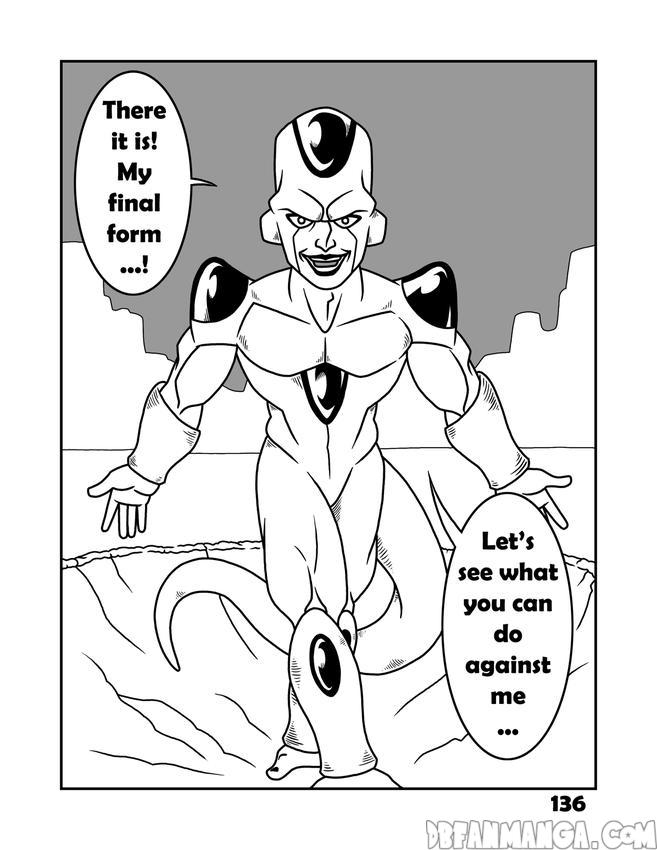 There
it is!
My
final
form
...!
Let's
see what
you can
do
against
me
...
136
DBFANMANGA.COM